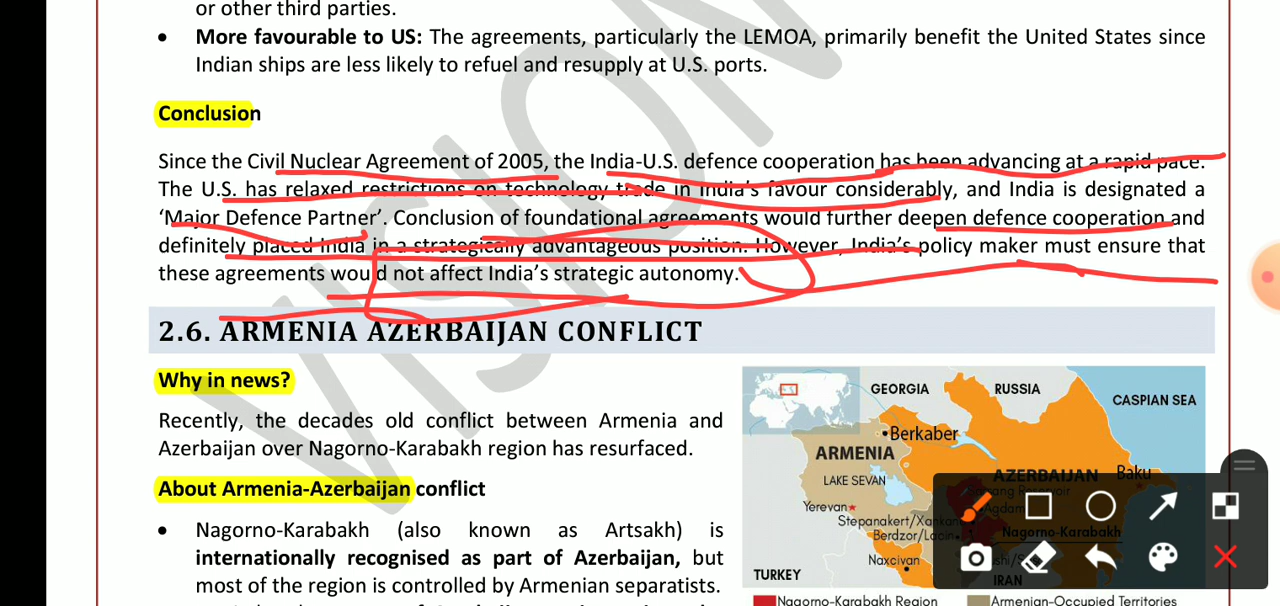 or other third parties.
• More favourable to US: The agreements, particularly the LEMOA, primarily benefit the United States since
Indian ships are less likely to refuel and resupply at U.S. ports.
Conclusion
Since the Civil Nuclear Agreement of 2005, the India-U.S. defence cooperation has been advancing at a rapid pace.
The U.S. has relaxed restrictions on technology trade in India's favour considerably, and India is designated a
'Major Defence Partner'. Conclusion of foundational agreements would further deepen defence cooperation and
definitely placed India in a strategically advantageous position. However, India's policy maker must ensure that
these agreements would not affect India's strategic autonomy.
VISION
2.6. ARMENIA AZERBAIJAN CONFLICT
Why in news?
Recently, the decades old conflict between Armenia and
Azerbaijan over Nagorno-Karabakh region has resurfaced.
About Armenia-Azerbaijan conflict
• Nagorno-Karabakh (also known as Artsakh) is
internationally recognised as part of Azerbaijan, but
most of the region is controlled by Armenian separatists.
GEORGIA
RUSSIA
CASPIAN SEA
Berkaber
ARMENIA
AZERBAIJAN
Baku
LAKE SEVAN
Reservoir
Yerevan
Agdam
Stepanakert/Xankan
Nagorno-Karabakh
Berdzor/Lacin
Naxcivan
IRAN
TURKEY
Nagorno-Karabakh Region
Armenian-Occupied Territories